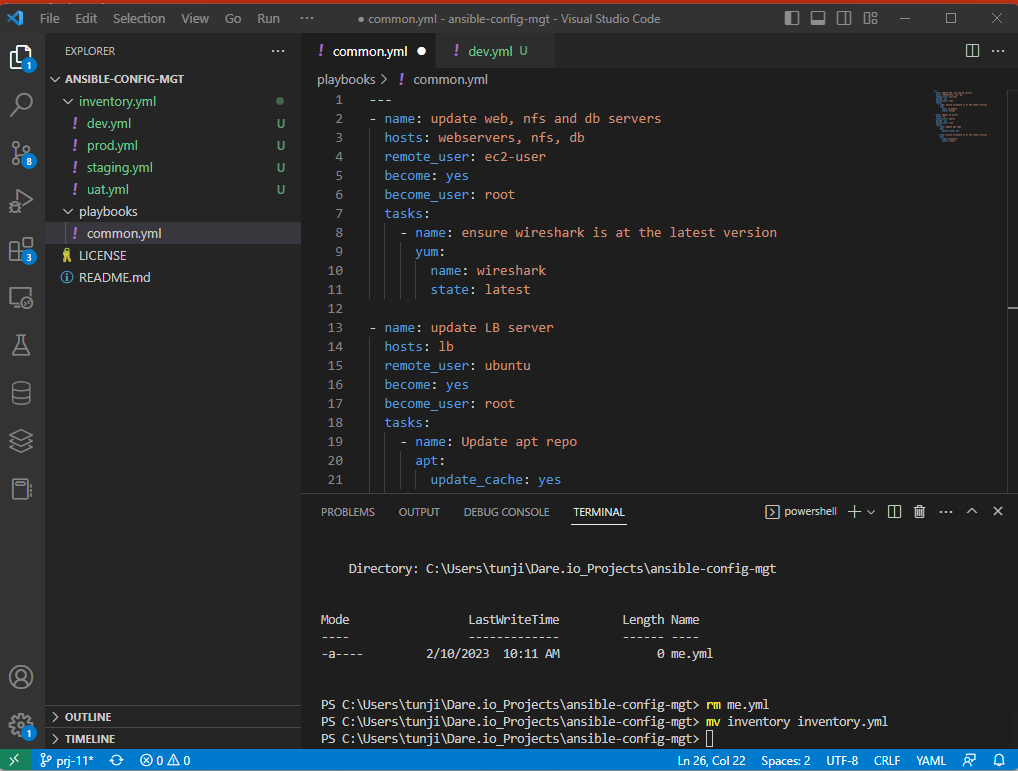 File Edit Selection View Go Run ··· ● common.yml - ansible-config-mgt - Visual Studio Code
EXPLORER ···
ANSIBLE-CONFIG-MGT
inventory.yml
! dev.yml U
! prod.yml U
! staging.yml U
! uat.yml U
playbooks
! common.yml
LICENSE
README.md
OUTLINE
TIMELINE
! common.yml ● ! dev.yml U ···
playbooks > ! common.yml
1 ---
2 - name: update web, nfs and db servers
3 hosts: webservers, nfs, db
4 remote_user: ec2-user
5 become: yes
6 become_user: root
7 tasks:
8 - name: ensure wireshark is at the latest version
9 yum:
10 name: wireshark
11 state: latest
12
13 - name: update LB server
14 hosts: lb
15 remote_user: ubuntu
16 become: yes
17 become_user: root
18 tasks:
19 - name: Update apt repo
20 apt:
21 update_cache: yes
PROBLEMS OUTPUT DEBUG CONSOLE TERMINAL powershell ···
Directory: C:\Users\tunji\Dare.io_Projects\ansible-config-mgt
Mode LastWriteTime Length Name
---- ------------- ------ ----
-a---- 2/10/2023 10:11 AM 0 me.yml
PS C:\Users\tunji\Dare.io_Projects\ansible-config-mgt> rm me.yml
PS C:\Users\tunji\Dare.io_Projects\ansible-config-mgt> mv inventory inventory.yml
PS C:\Users\tunji\Dare.io_Projects\ansible-config-mgt>
1
8
3
1
prj-11* 0 0 Ln 26, Col 22 Spaces: 2 UTF-8 CRLF YAML